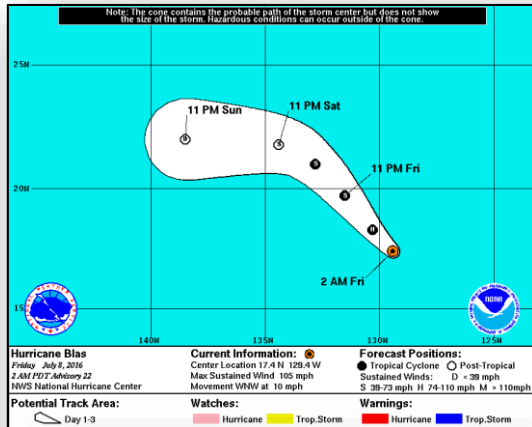 Note: The cone contains the probable path of the storm center but does not show
the size of the storm. Hazardous conditions can occur outside of the cone.
25N
11 PM Sun
11 PM Sat
D
S
S
20N
S
11 PM Fri
H
2 AM Fri
15N
NOAA
140W
135W
130W
125W
Hurricane Blas
Friday July 8, 2016
2 AM PDT Advisory 22
NWS National Hurricane Center
Current Information:
Center Location 17.4 N 129.4 W
Max Sustained Wind 105 mph
Movement WNW at 10 mph
Forecast Positions:
Tropical Cyclone Post-Tropical
Sustained Winds: D < 39 mph
S 39-73 mph H 74-110 mph M > 110mph
Potential Track Area:
Day 1-3
Watches:
Hurricane Trop.Storm
Warnings:
Hurricane Trop.Storm